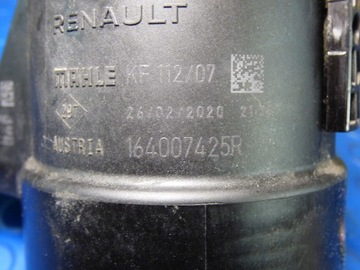 RENAULT
MAHLE KF 112/07
26/02/2020
AUSTRIA 164007425R